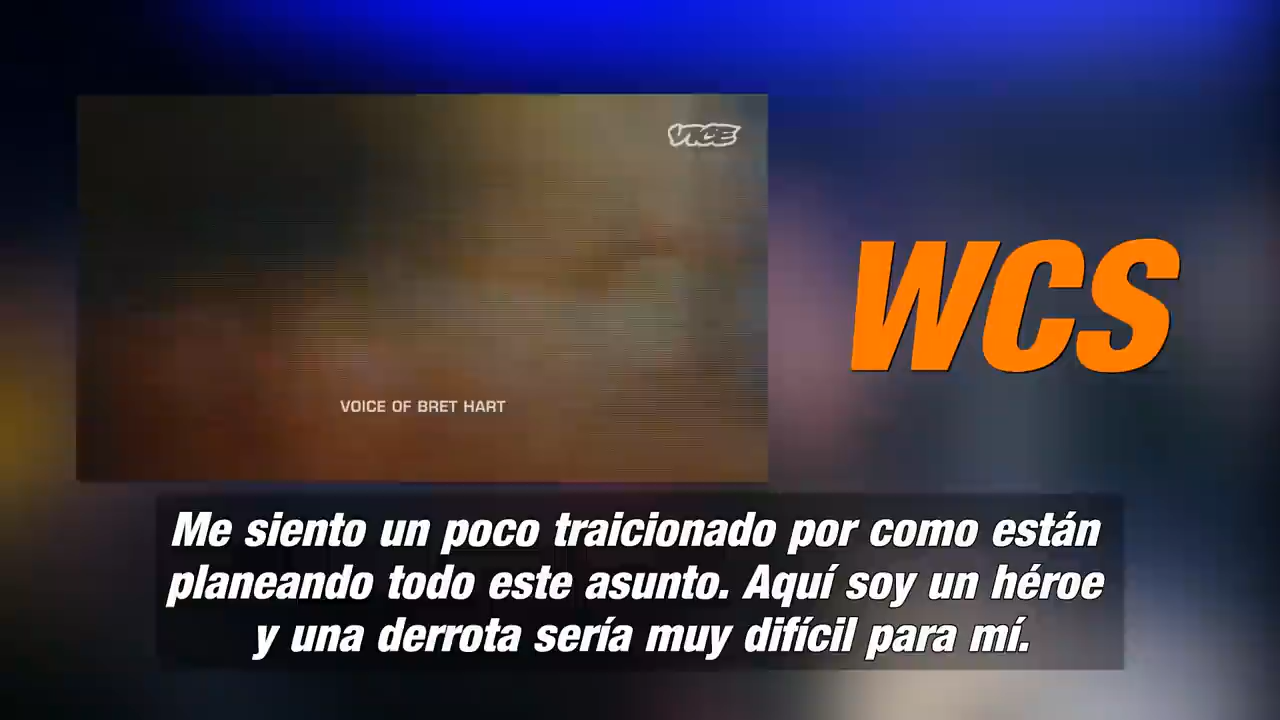 VICE
VOICE OF BRET HART
WCS
Me siento un poco traicionado por como están
planeando todo este asunto. Aquí soy un héroe
y una derrota sería muy difícil para mí.